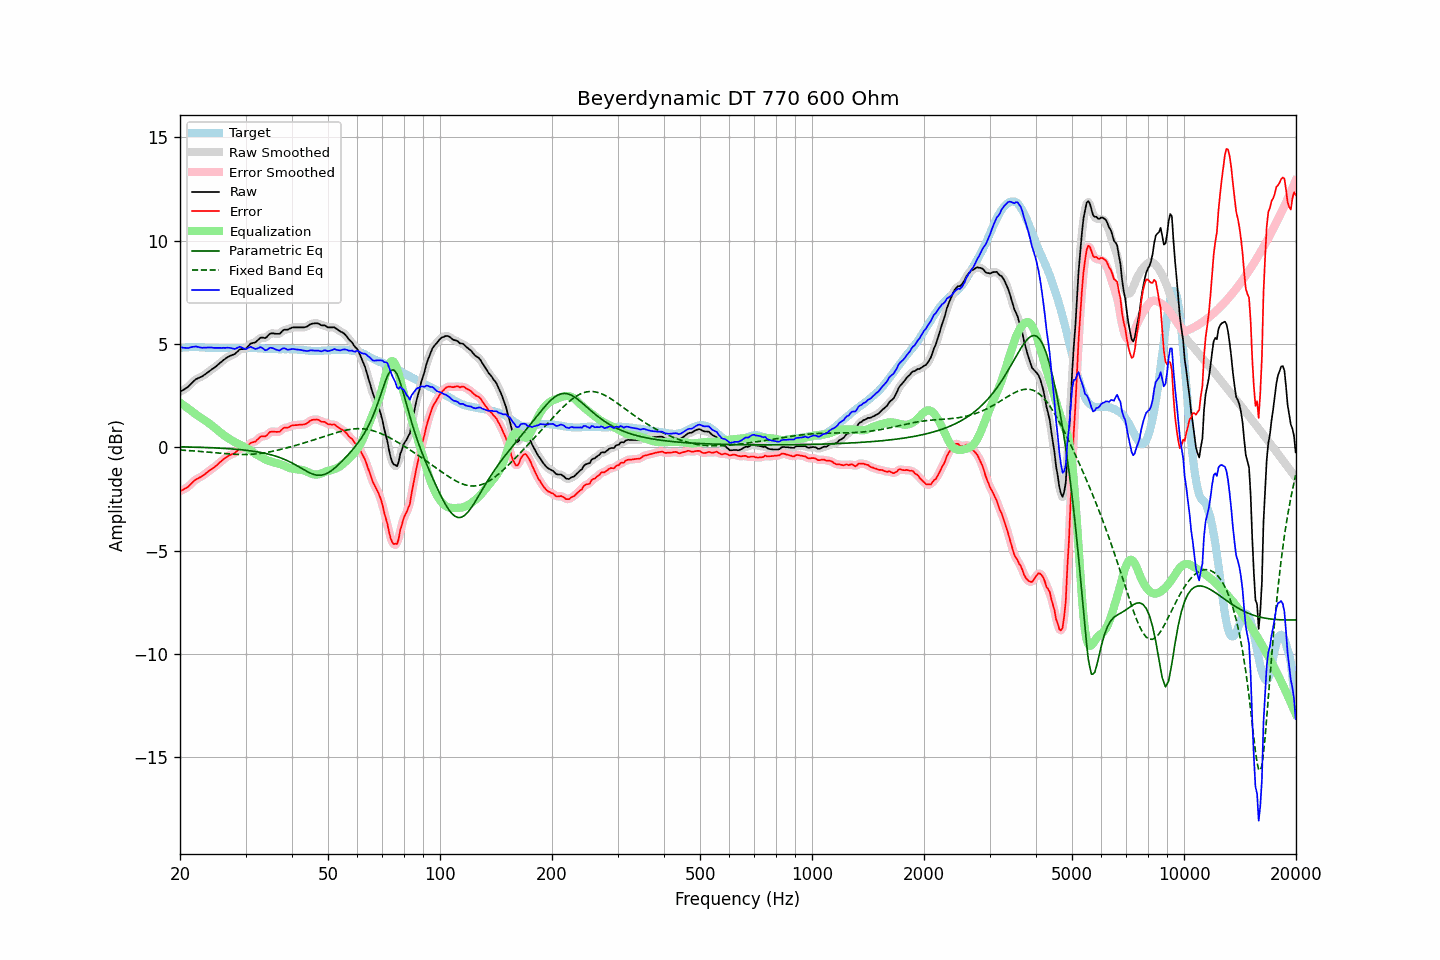 Beyerdynamic DT 770 600 Ohm
Target
Raw Smoothed
Error Smoothed
Raw
Error
Equalization
Parametric Eq
Fixed Band Eq
Equalized
15
10
5
0
−5
−10
−15
Amplitude (dBr)
20
50
100
200
500
1000
2000
5000
10000
20000
Frequency (Hz)